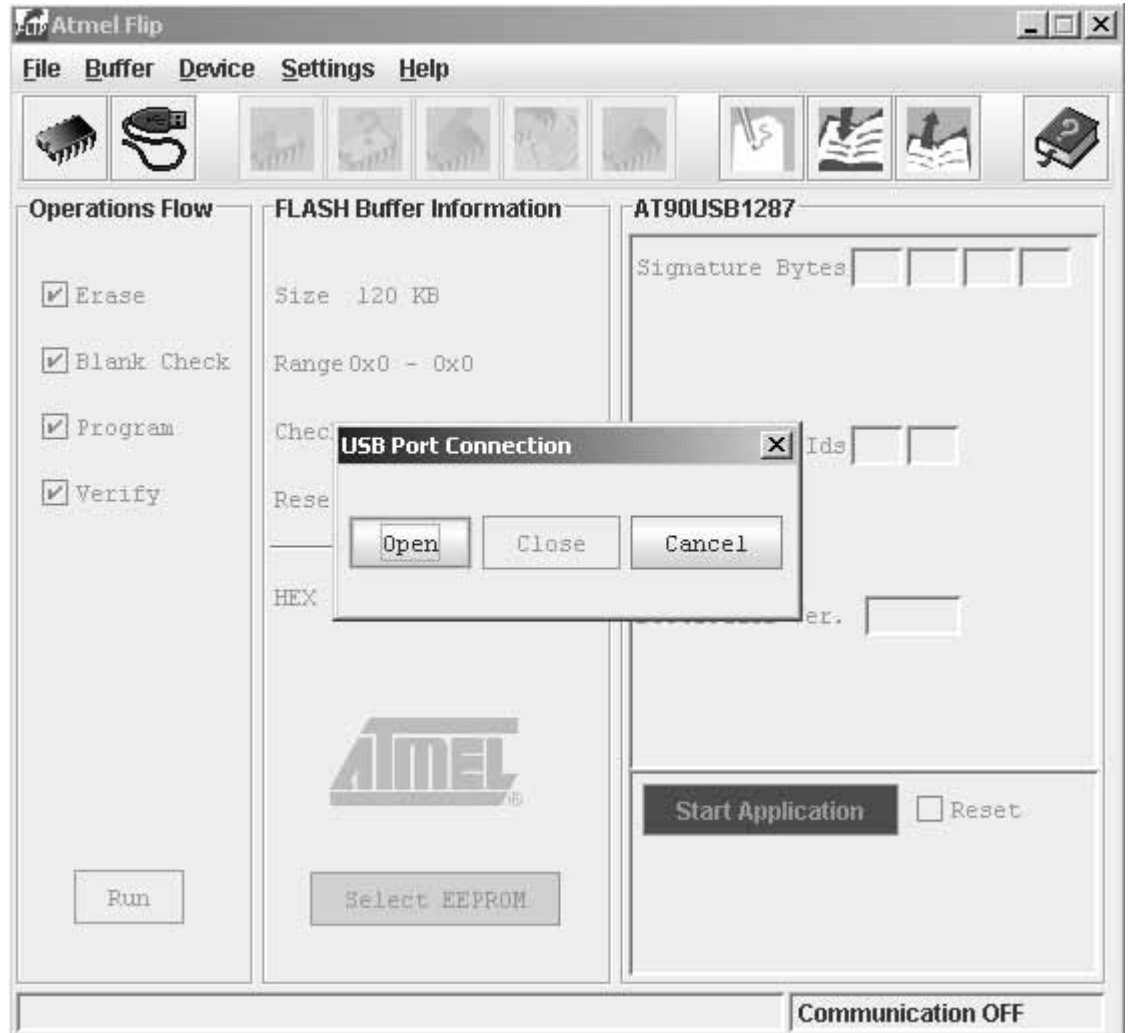 Atmel Flip
File Buffer Device Settings Help
Operations Flow
Erase
Blank Check
Program
Verify
Run
FLASH Buffer Information
Size 120 KB
Range 0x0 - 0x0
Chec
Rese
HEX
ATMEL
®
Select EEPROM
USB Port Connection
Open Close Cancel
AT90USB1287
Signature Bytes
Ids
er.
Start Application Reset
Communication OFF